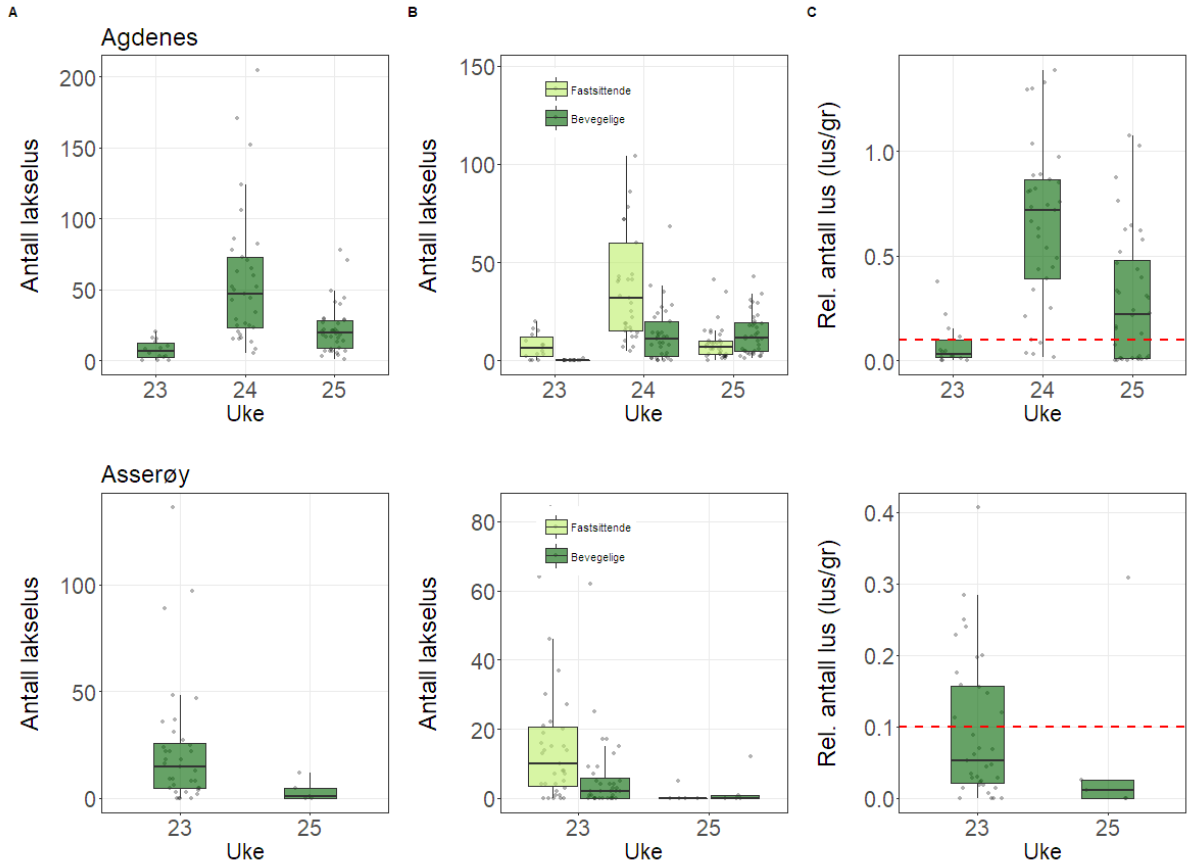 A
B
C
Agdenes
Antall lakselus
200
150
100
50
0
23
24
25
Uke
Antall lakselus
150
100
50
0
Fastsittende
Bevegelige
23
24
25
Uke
Rel. antall lus (lus/gr)
1.0
0.5
0.0
23
24
25
Uke
Asserøy
Antall lakselus
100
50
0
23
25
Uke
Antall lakselus
80
60
40
20
0
Fastsittende
Bevegelige
23
25
Uke
Rel. antall lus (lus/gr)
0.4
0.3
0.2
0.1
0.0
23
25
Uke